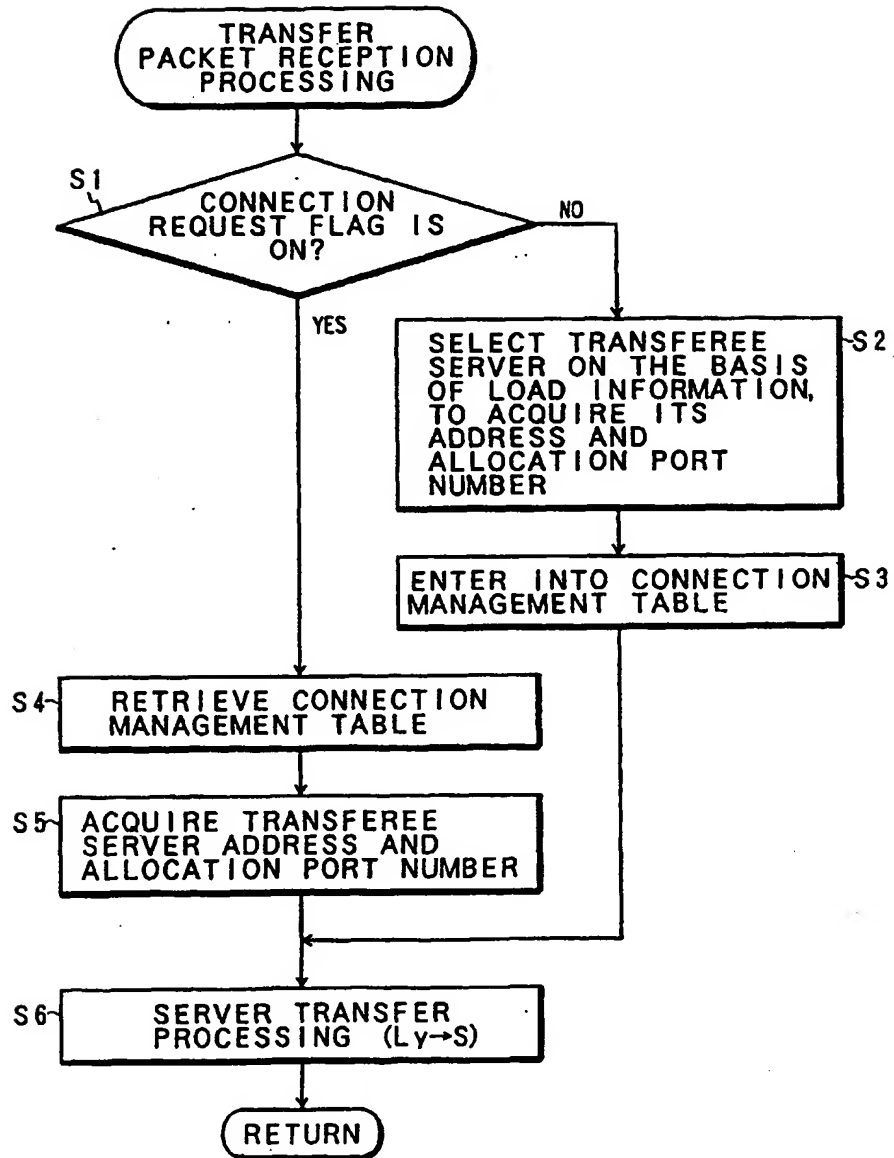 TRANSFER
PACKET RECEPTION
PROCESSING
S1
CONNECTION
REQUEST FLAG IS
ON?
NO
YES
SELECT TRANSFEREE
SERVER ON THE BASIS
OF LOAD INFORMATION,
TO ACQUIRE ITS
ADDRESS AND
ALLOCATION PORT
NUMBER
S2
ENTER INTO CONNECTION
MANAGEMENT TABLE
S3
S4
RETRIEVE CONNECTION
MANAGEMENT TABLE
S5
ACQUIRE TRANSFEREE
SERVER ADDRESS AND
ALLOCATION PORT NUMBER
S6
SERVER TRANSFER
PROCESSING (Ly→S)
RETURN